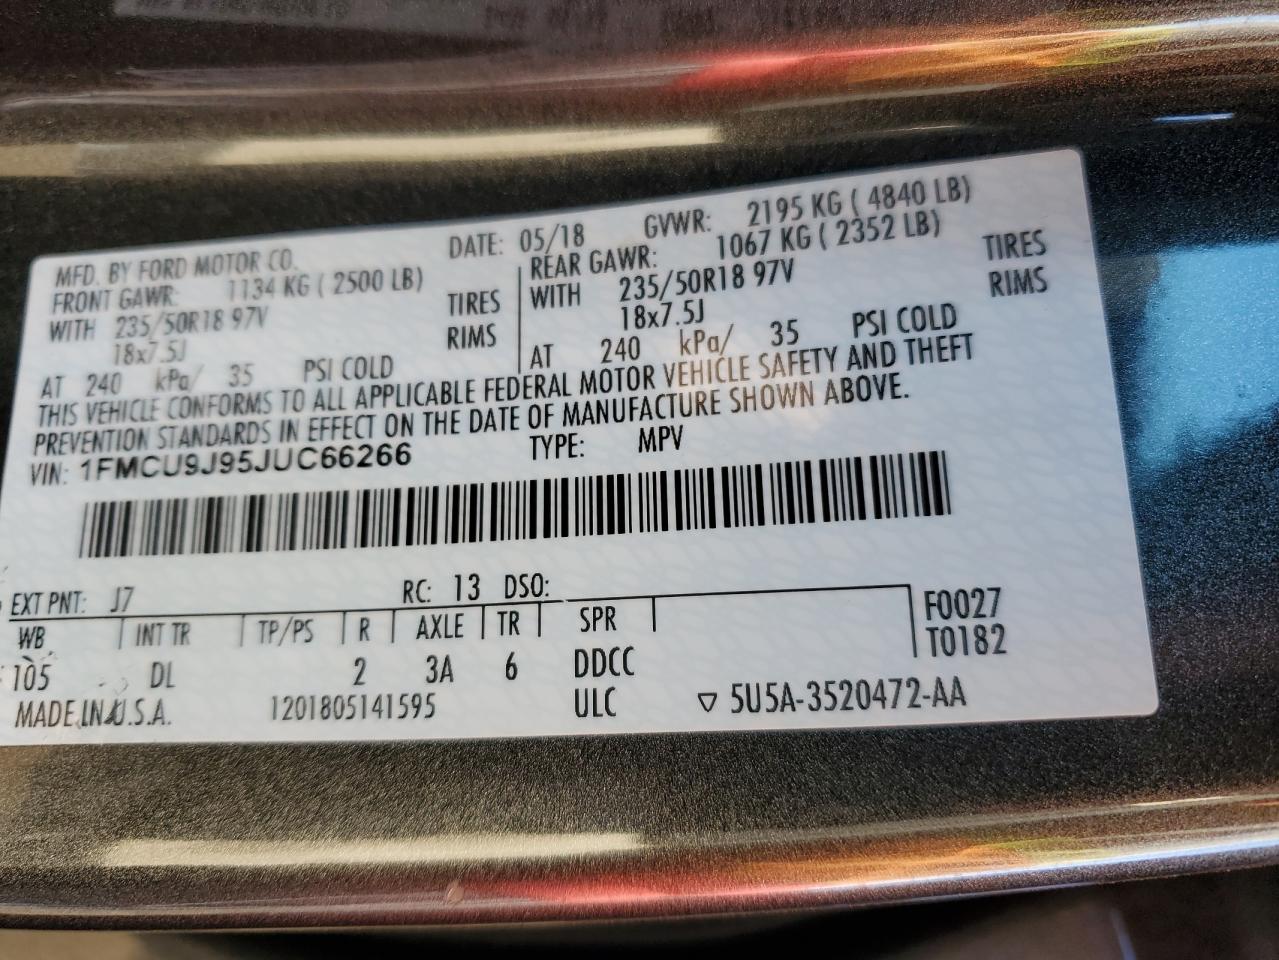 MFD. BY FORD MOTOR CO. DATE: 05/18 GVWR: 2195 KG ( 4840 LB)
FRONT GAWR: 1134 KG ( 2500 LB) REAR GAWR: 1067 KG ( 2352 LB)
WITH 235/50R18 97V TIRES WITH 235/50R18 97V TIRES
18x7.5J RIMS 18x7.5J RIMS
AT 240 kPa/ 35 PSI COLD AT 240 kPa/ 35 PSI COLD
THIS VEHICLE CONFORMS TO ALL APPLICABLE FEDERAL MOTOR VEHICLE SAFETY AND THEFT
PREVENTION STANDARDS IN EFFECT ON THE DATE OF MANUFACTURE SHOWN ABOVE.
VIN: 1FMCU9J95JUC66266 TYPE: MPV
EXT PNT: J7 RC: 13 DSO:
WB INT TR TP/PS R AXLE TR SPR F0027
105 DL 2 3A 6 DDCC T0182
MADE IN U.S.A. 1201805141595 ULC ▽ 5U5A-3520472-AA